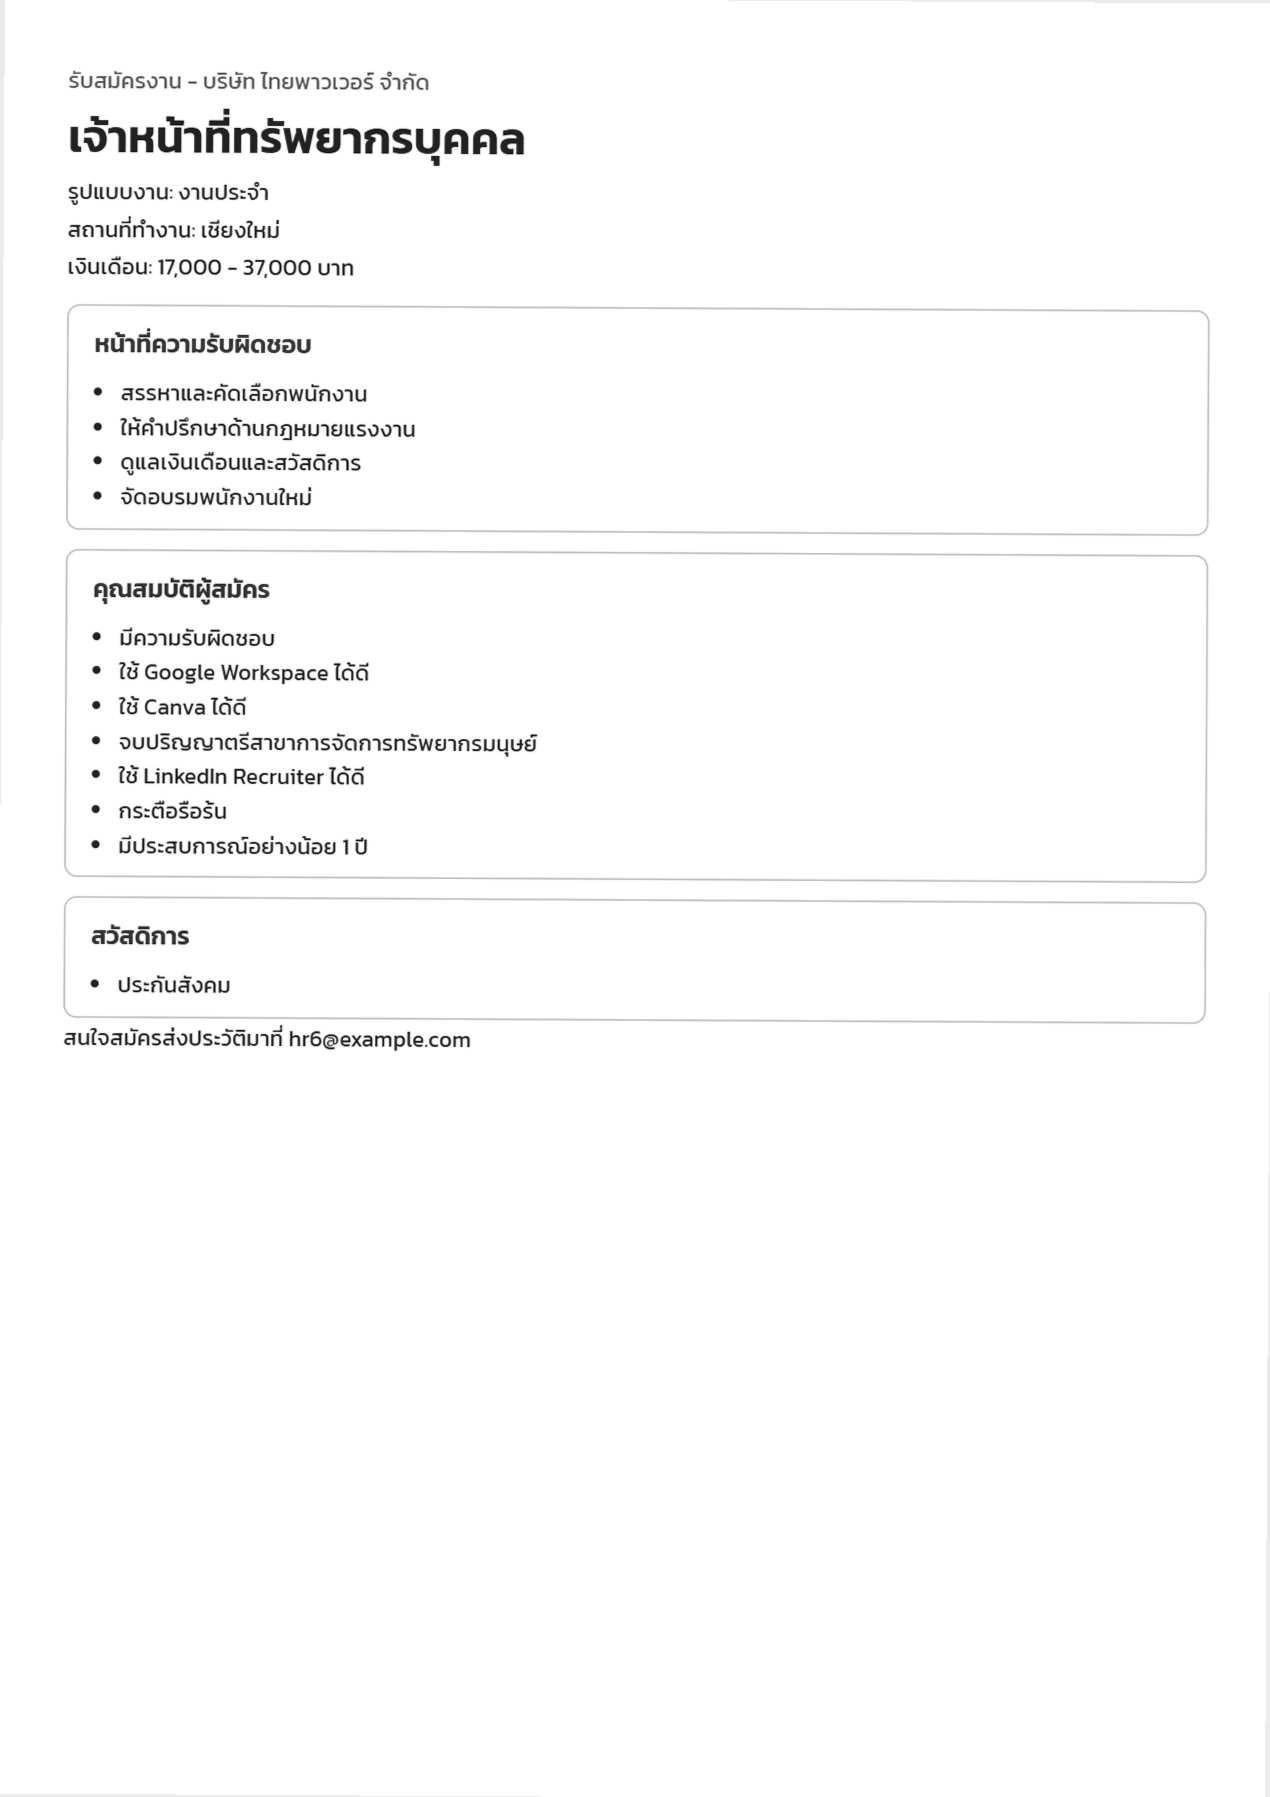 รับสมัครงาน - บริษัท ไทยพาวเวอร์ จำกัด
เจ้าหน้าที่ทรัพยากรบุคคล
รูปแบบงาน: งานประจำ
สถานที่ทำงาน: เชียงใหม่
เงินเดือน: 17,000 - 37,000 บาท
หน้าที่ความรับผิดชอบ
• สรรหาและคัดเลือกพนักงาน
• ให้คำปรึกษาด้านกฎหมายแรงงาน
• ดูแลเงินเดือนและสวัสดิการ
• จัดอบรมพนักงานใหม่
คุณสมบัติผู้สมัคร
• มีความรับผิดชอบ
• ใช้ Google Workspace ได้ดี
• ใช้ Canva ได้ดี
• จบปริญญาตรีสาขาการจัดการทรัพยากรมนุษย์
• ใช้ LinkedIn Recruiter ได้ดี
• กระตือรือร้น
• มีประสบการณ์อย่างน้อย 1 ปี
สวัสดิการ
• ประกันสังคม
สนใจสมัครส่งประวัติมาที่ hr6@example.com